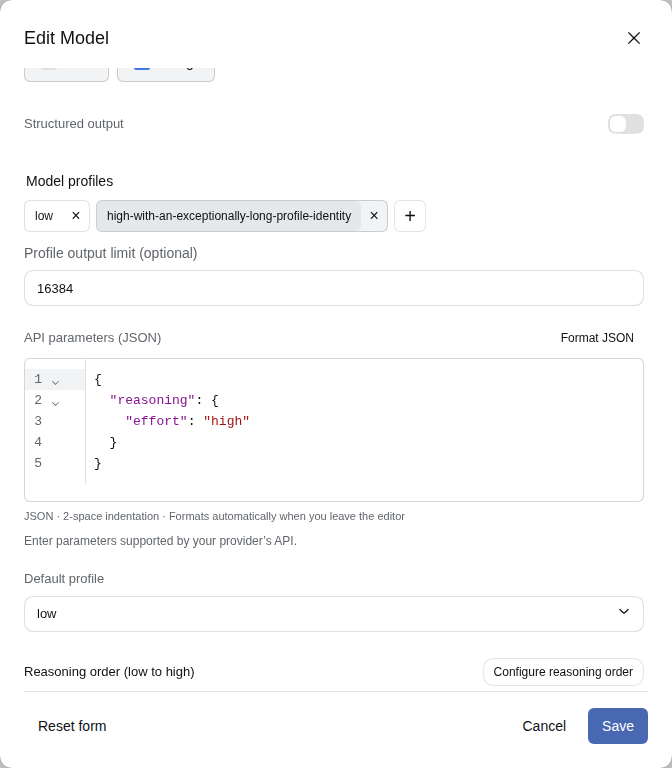 Edit Model
Structured output
Model profiles
low × high-with-an-exceptionally-long-profile-identity × +
Profile output limit (optional)
16384
API parameters (JSON)
Format JSON
1 {
2 "reasoning": {
3 "effort": "high"
4 }
5 }
JSON · 2-space indentation · Formats automatically when you leave the editor
Enter parameters supported by your provider’s API.
Default profile
low
Reasoning order (low to high)
Configure reasoning order
Reset form
Cancel
Save